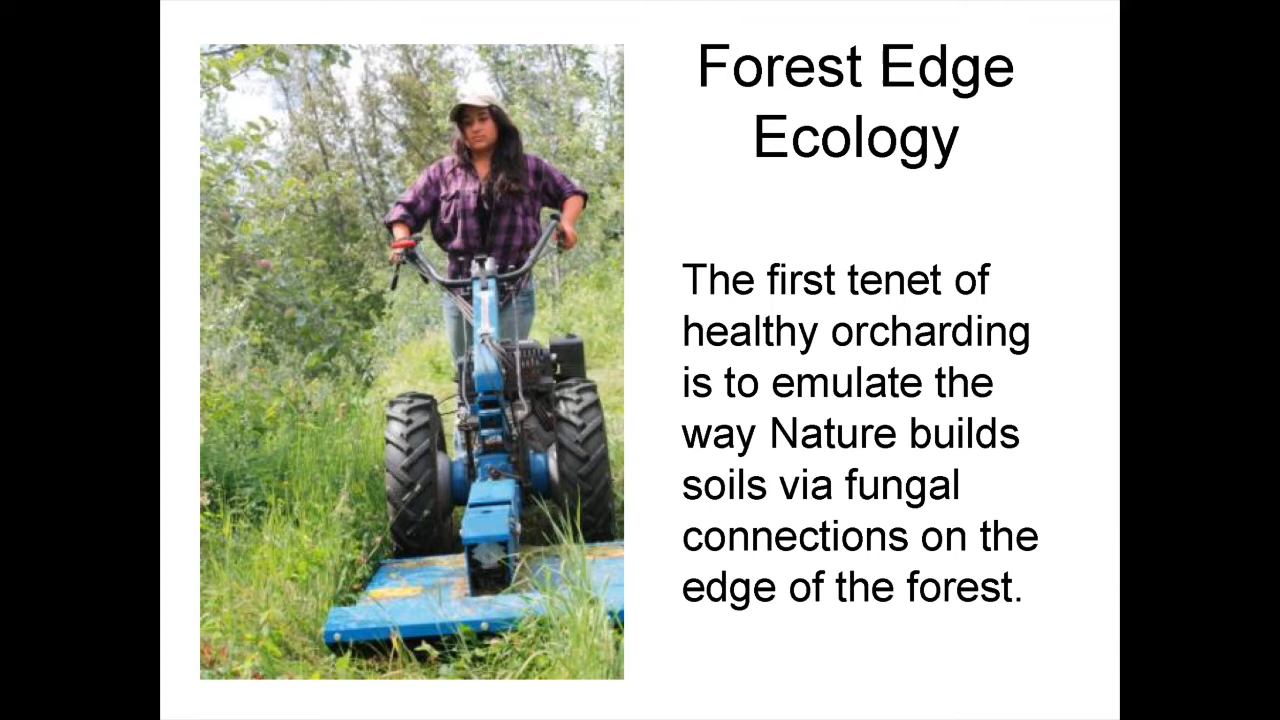 Forest Edge
Ecology
The first tenet of
healthy orcharding
is to emulate the
way Nature builds
soils via fungal
connections on the
edge of the forest.